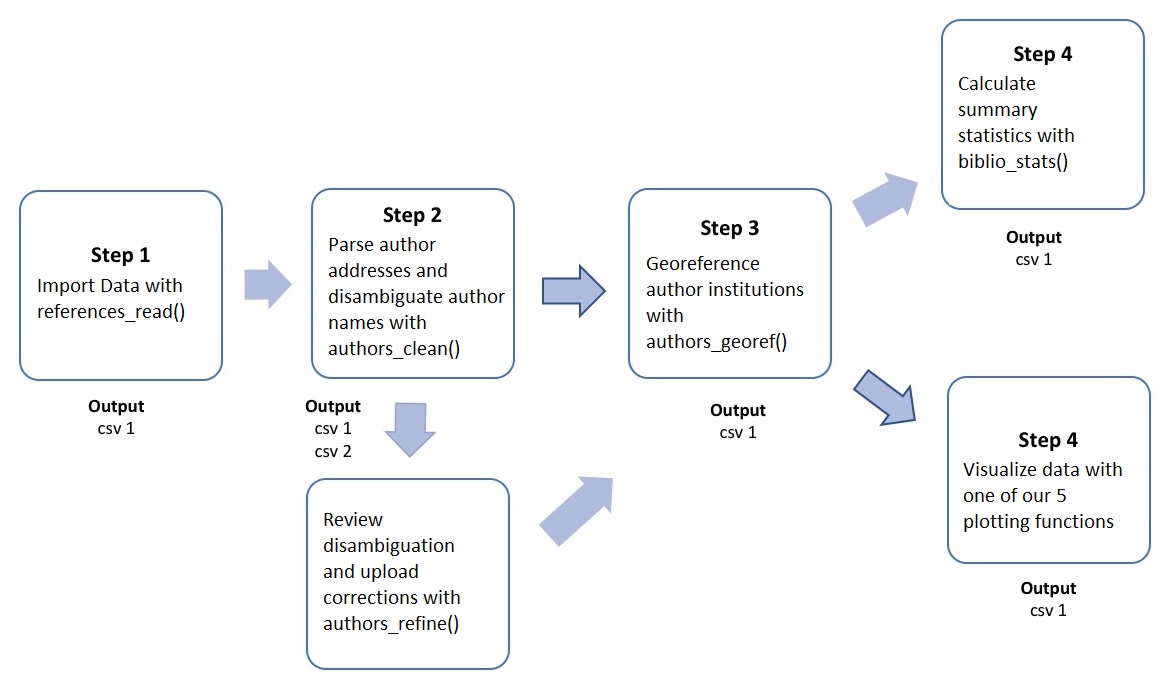 Step 1
Import Data with
references_read()
Output
csv 1
Step 2
Parse author
addresses and
disambiguate author
names with
authors_clean()
Output
csv 1
csv 2
Review
disambiguation
and upload
corrections with
authors_refine()
Step 3
Georeference
author institutions
with
authors_georef()
Output
csv 1
Step 4
Calculate
summary
statistics with
biblio_stats()
Output
csv 1
Step 4
Visualize data with
one of our 5
plotting functions
Output
csv 1